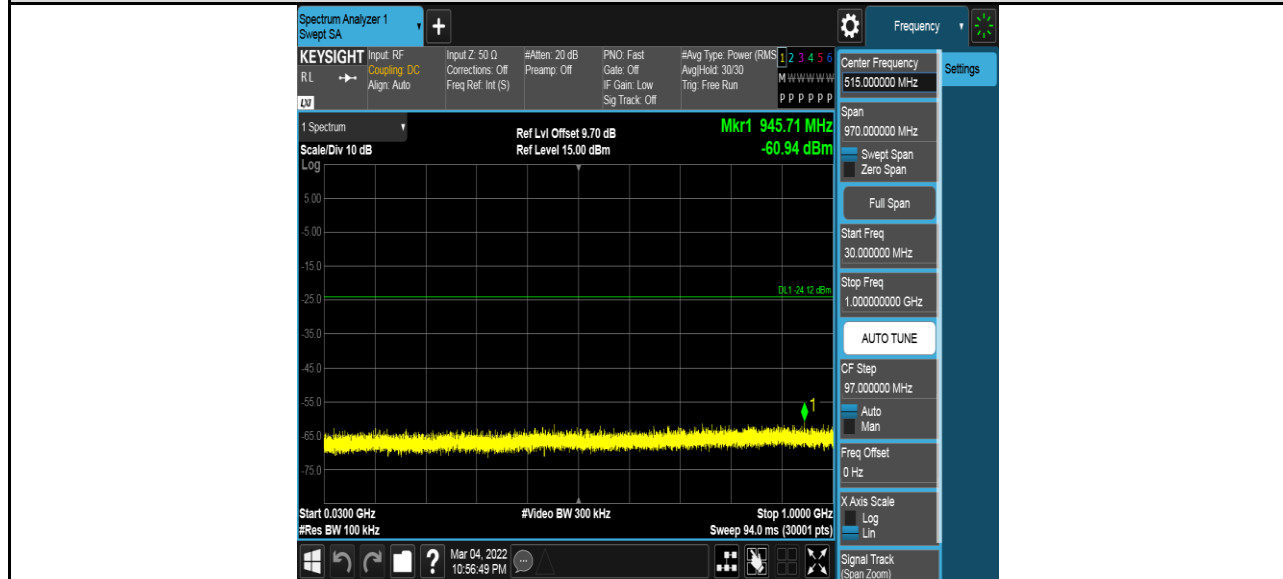 Spectrum Analyzer 1
Swept SA
+
Frequency
KEYSIGHT
RL
LXI
Input: RF
Coupling: DC
Align: Auto
Input Z: 50 Ω
Corrections: Off
Freq Ref: Int (S)
#Atten: 20 dB
Preamp: Off
PNO: Fast
Gate: Off
IF Gain: Low
Sig Track: Off
#Avg Type: Power (RMS
Avg|Hold: 30/30
Trig: Free Run
1 2 3 4 5 6
M W W W W W
P P P P P P
1 Spectrum
Scale/Div 10 dB
Log
Ref Lvl Offset 9.70 dB
Ref Level 15.00 dBm
Mkr1 945.71 MHz
-60.94 dBm
5.00
-5.00
-15.0
-25.0
-35.0
-45.0
-55.0
-65.0
-75.0
DL1 -24.12 dBm
1
Start 0.0300 GHz
#Res BW 100 kHz
#Video BW 300 kHz
Stop 1.0000 GHz
Sweep 94.0 ms (30001 pts)
?
Mar 04, 2022
10:56:49 PM
Center Frequency
515.000000 MHz
Span
970.000000 MHz
Swept Span
Zero Span
Full Span
Start Freq
30.000000 MHz
Stop Freq
1.000000000 GHz
AUTO TUNE
CF Step
97.000000 MHz
Auto
Man
Freq Offset
0 Hz
X Axis Scale
Log
Lin
Signal Track
(Span Zoom)
Settings